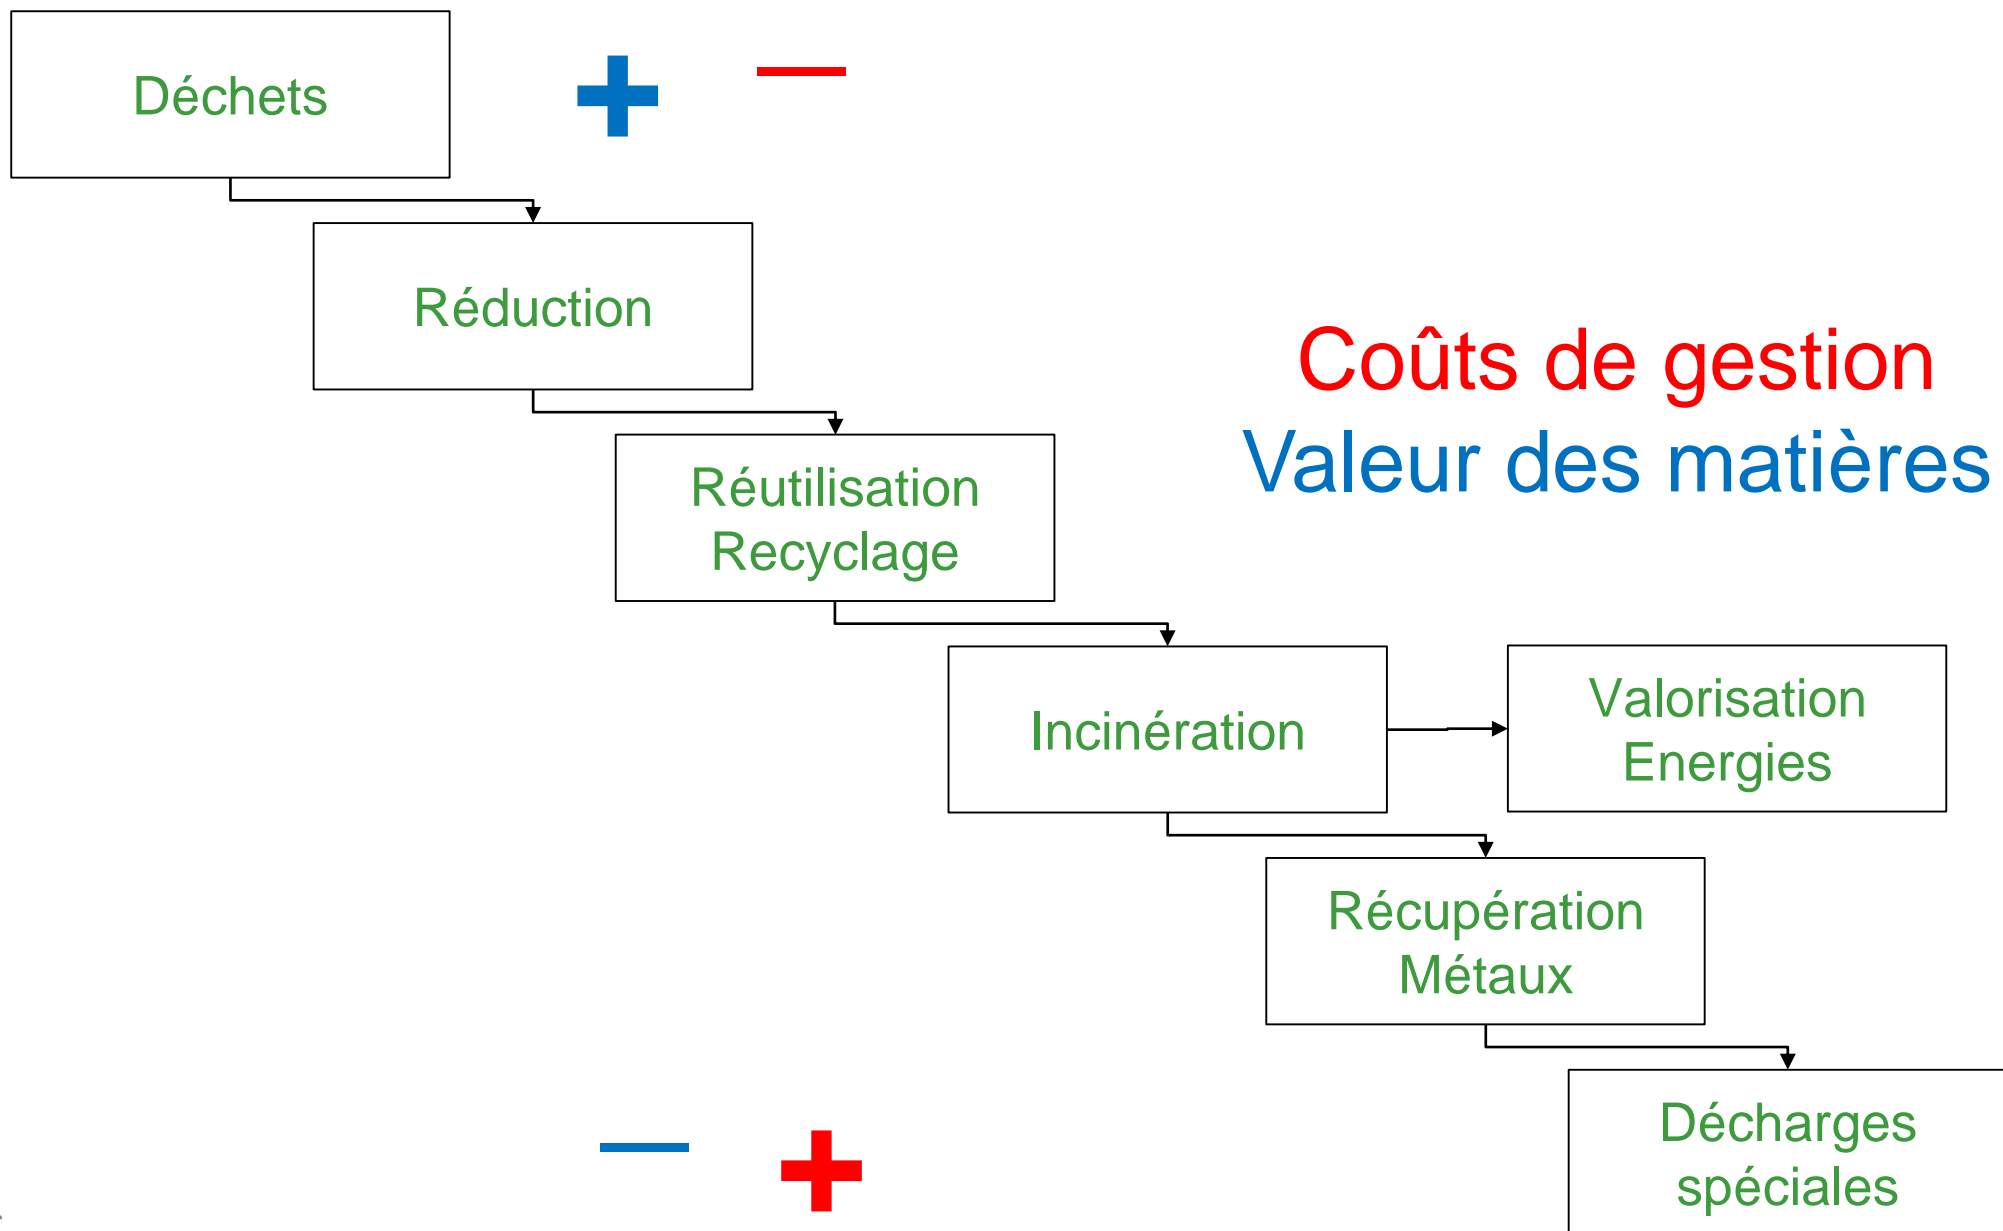 Déchets
Réduction
Coûts de gestion
Valeur des matières
Réutilisation
Recyclage
Incinération
Valorisation
Energies
Récupération
Métaux
Décharges
spéciales